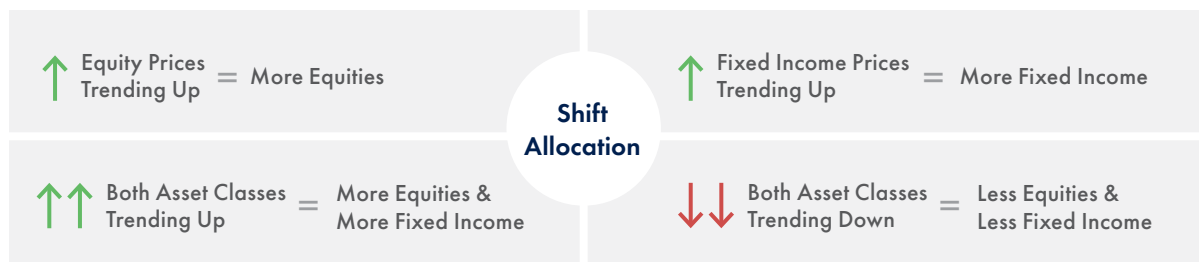 Equity Prices
Trending Up
= More Equities
Fixed Income Prices
Trending Up
= More Fixed Income
Shift
Allocation
Both Asset Classes
Trending Up
=
More Equities &
More Fixed Income
Both Asset Classes
Trending Down
=
Less Equities &
Less Fixed Income